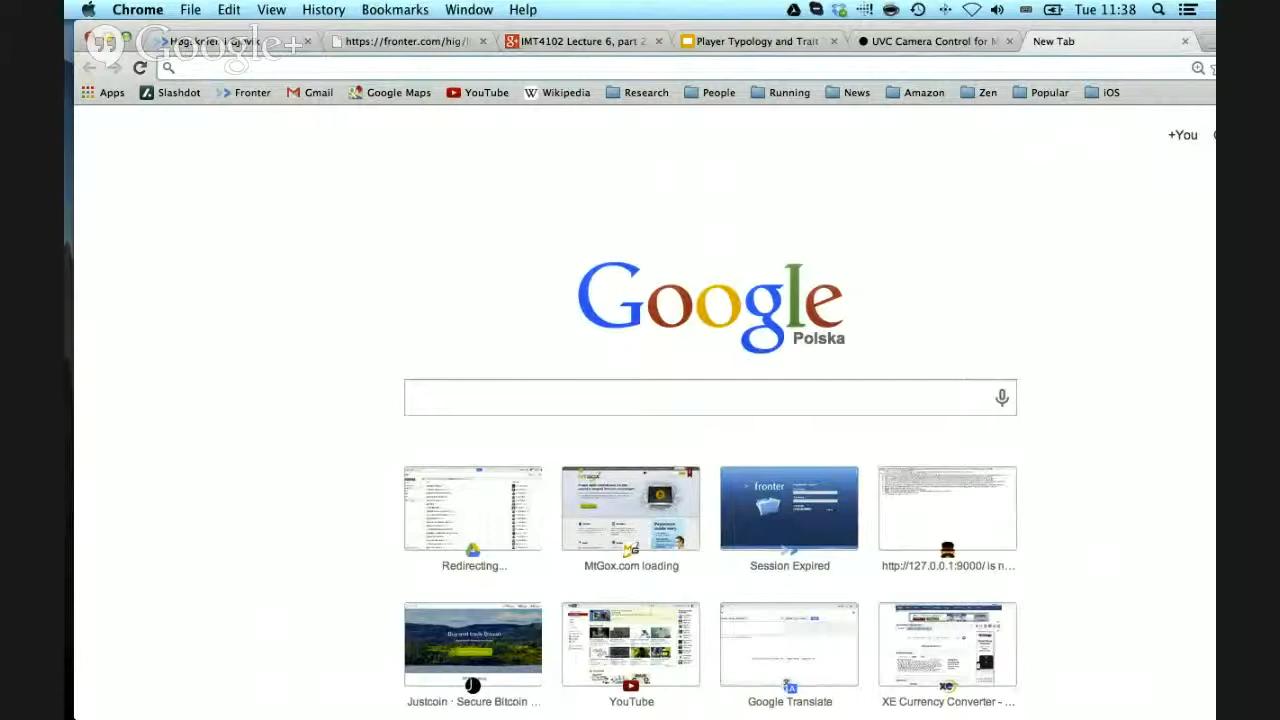 Chrome File Edit View History Bookmarks Window Help Tue 11:38
Google+
https://fronter.com/hig/l IMT4102 Lecture 6, part 2 Player Typology and Trait UVC Camera Control for M New Tab
Apps Slashdot Fronter Gmail Google Maps YouTube Wikipedia Research People Running News Amazon Zen Popular iOS
+You
Google
Polska
fronter
Redirecting... MtGox.com loading Session Expired http://127.0.0.1:9000/ is n...
Justcoin · Secure Bitcoin ... YouTube Google Translate XE Currency Converter - ...